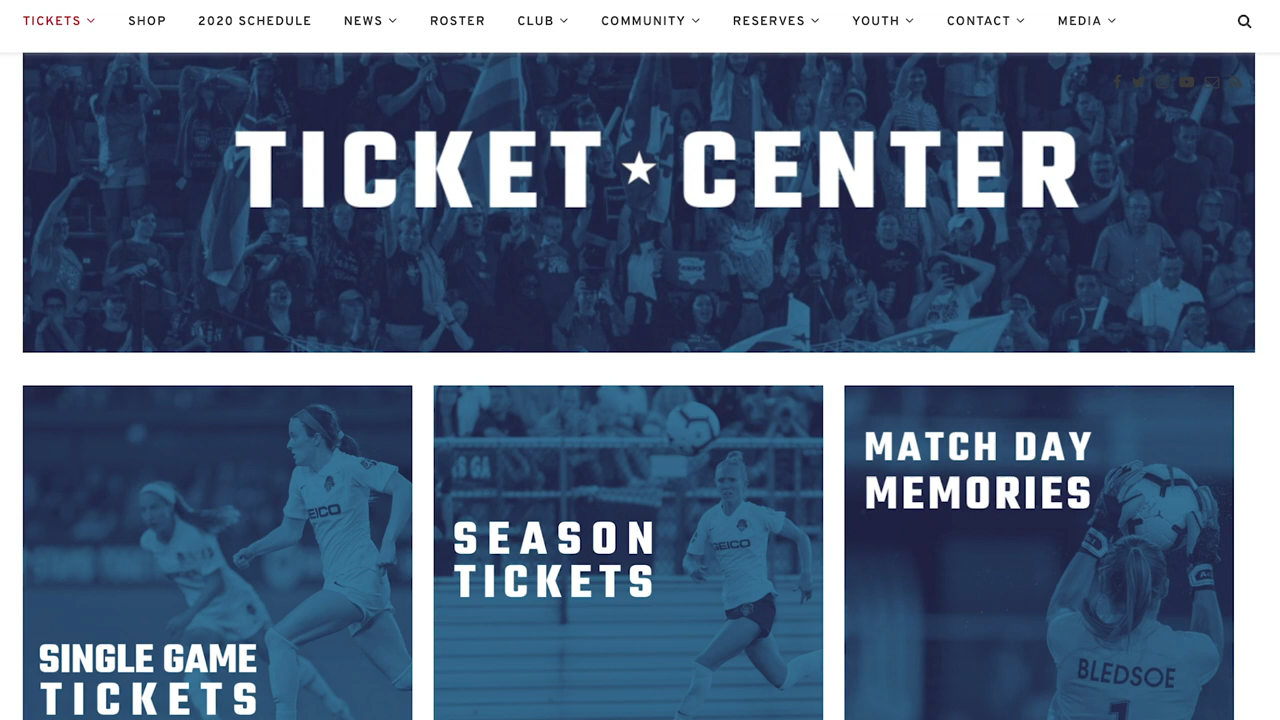 TICKETS SHOP 2020 SCHEDULE NEWS ROSTER CLUB COMMUNITY RESERVES YOUTH CONTACT MEDIA
TICKET CENTER
SINGLE GAME
TICKETS
GEICO
SEASON
TICKETS
GEICO
MATCH DAY
MEMORIES
BLEDSOE
1